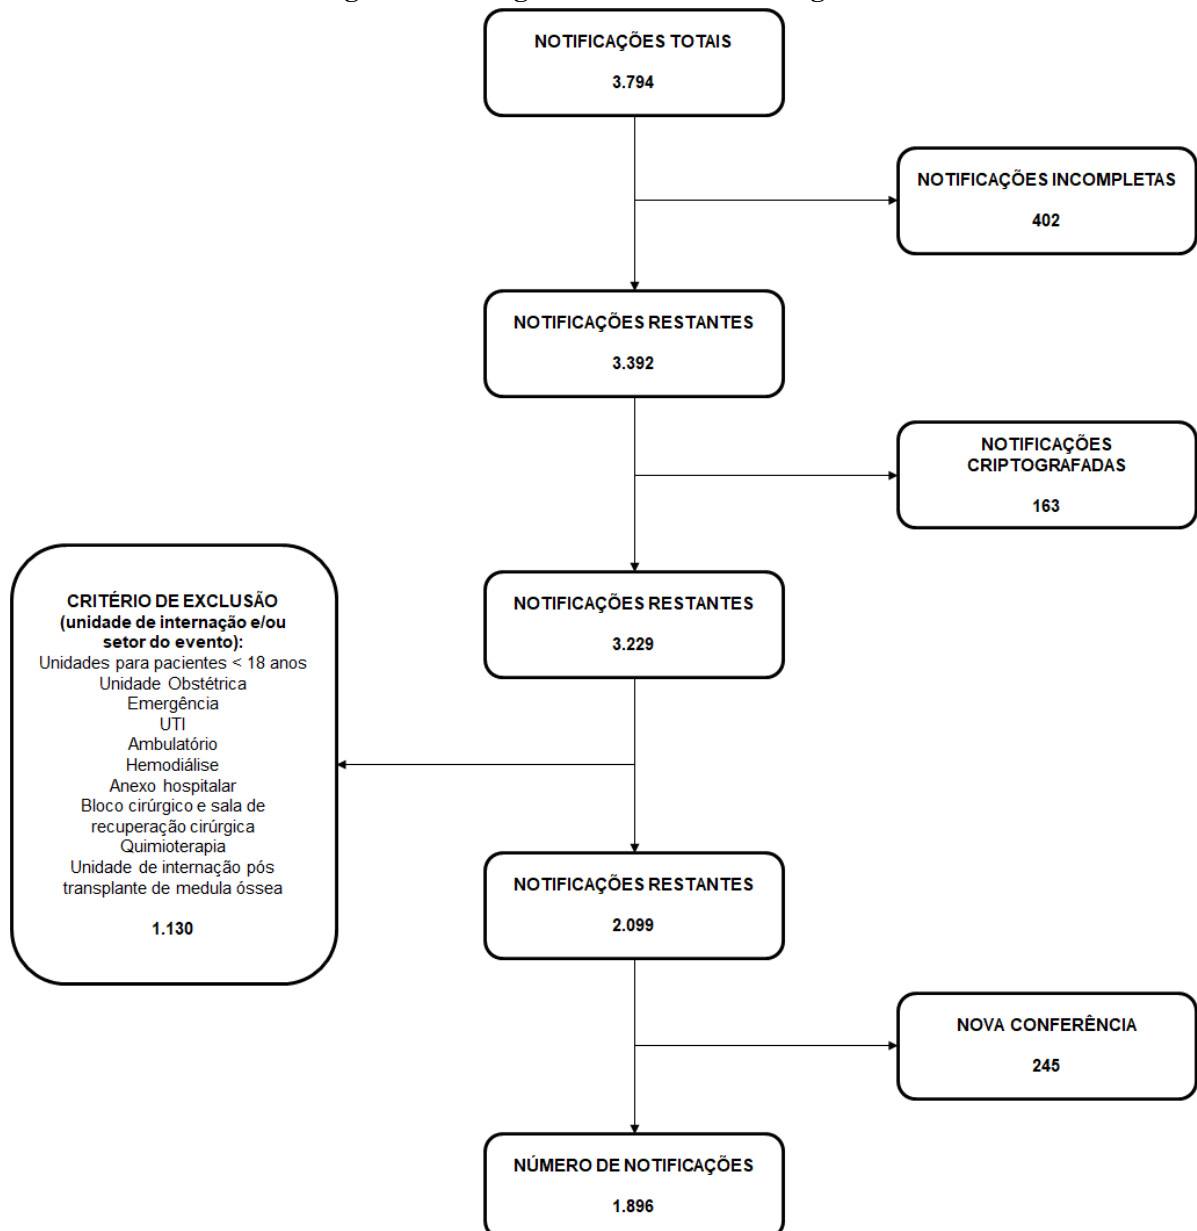 NOTIFICAÇÕES TOTAIS
3.794
NOTIFICAÇÕES INCOMPLETAS
402
NOTIFICAÇÕES RESTANTES
3.392
NOTIFICAÇÕES
CRIPTOGRAFADAS
163
NOTIFICAÇÕES RESTANTES
3.229
CRITÉRIO DE EXCLUSÃO
(unidade de internação e/ou
setor do evento):
Unidades para pacientes < 18 anos
Unidade Obstétrica
Emergência
UTI
Ambulatório
Hemodiálise
Anexo hospitalar
Bloco cirúrgico e sala de
recuperação cirúrgica
Quimioterapia
Unidade de internação pós
transplante de medula óssea
1.130
NOTIFICAÇÕES RESTANTES
2.099
NOVA CONFERÊNCIA
245
NÚMERO DE NOTIFICAÇÕES
1.896